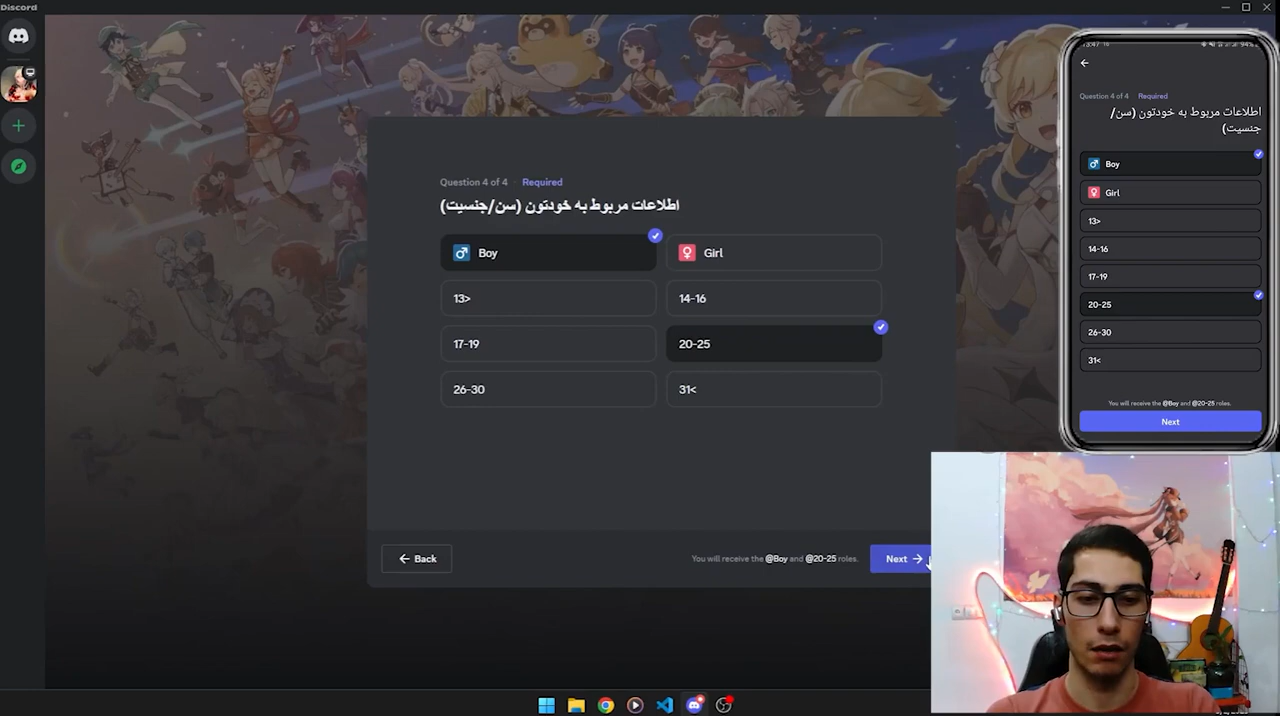 Discord
Question 4 of 4 · Required
اطلاعات مربوط به خودتون (سن/جنسیت)
Boy
Girl
13>
14-16
17-19
20-25
26-30
31<
Back
You will receive the @Boy and @20-25 roles.
Next
13:47
94%
Question 4 of 4 Required
اطلاعات مربوط به خودتون (سن/
جنسیت)
Boy
Girl
13>
14-16
17-19
20-25
26-30
31<
You will receive the @Boy and @20-25 roles.
Next